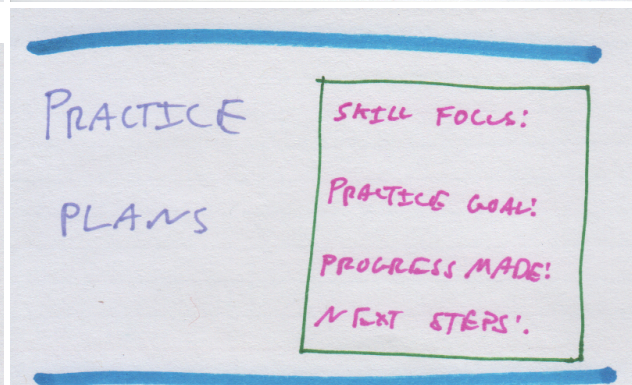 PRACTICE
PLANS
SKILL FOCUS:
PRACTICE GOAL:
PROGRESS MADE:
NEXT STEPS: